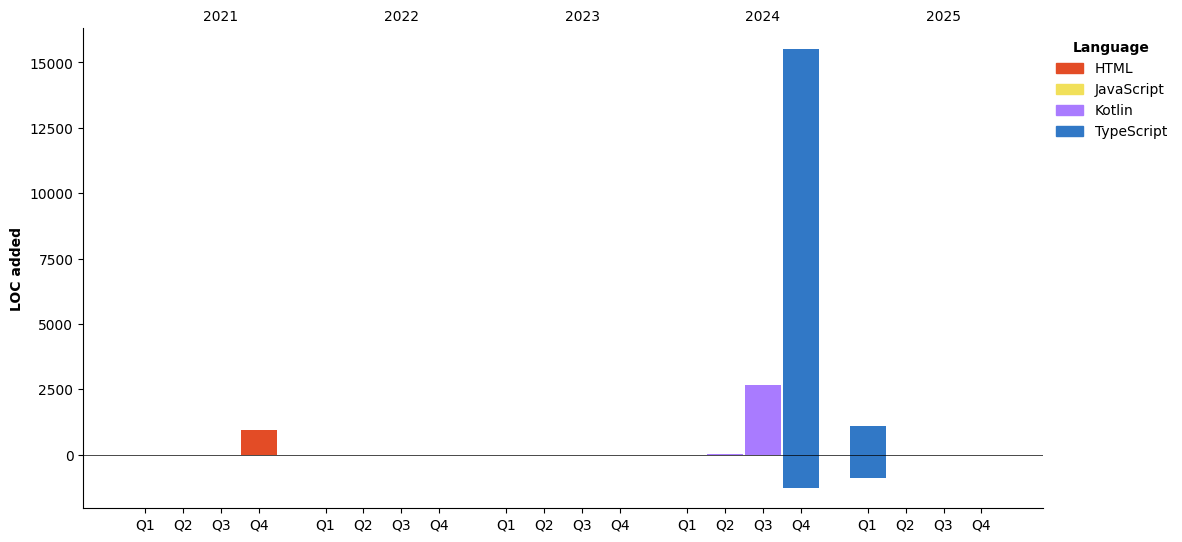 2021 2022 2023 2024 2025
Language
HTML
JavaScript
Kotlin
TypeScript
LOC added
15000
12500
10000
7500
5000
2500
0
Q1 Q2 Q3 Q4 Q1 Q2 Q3 Q4 Q1 Q2 Q3 Q4 Q1 Q2 Q3 Q4 Q1 Q2 Q3 Q4